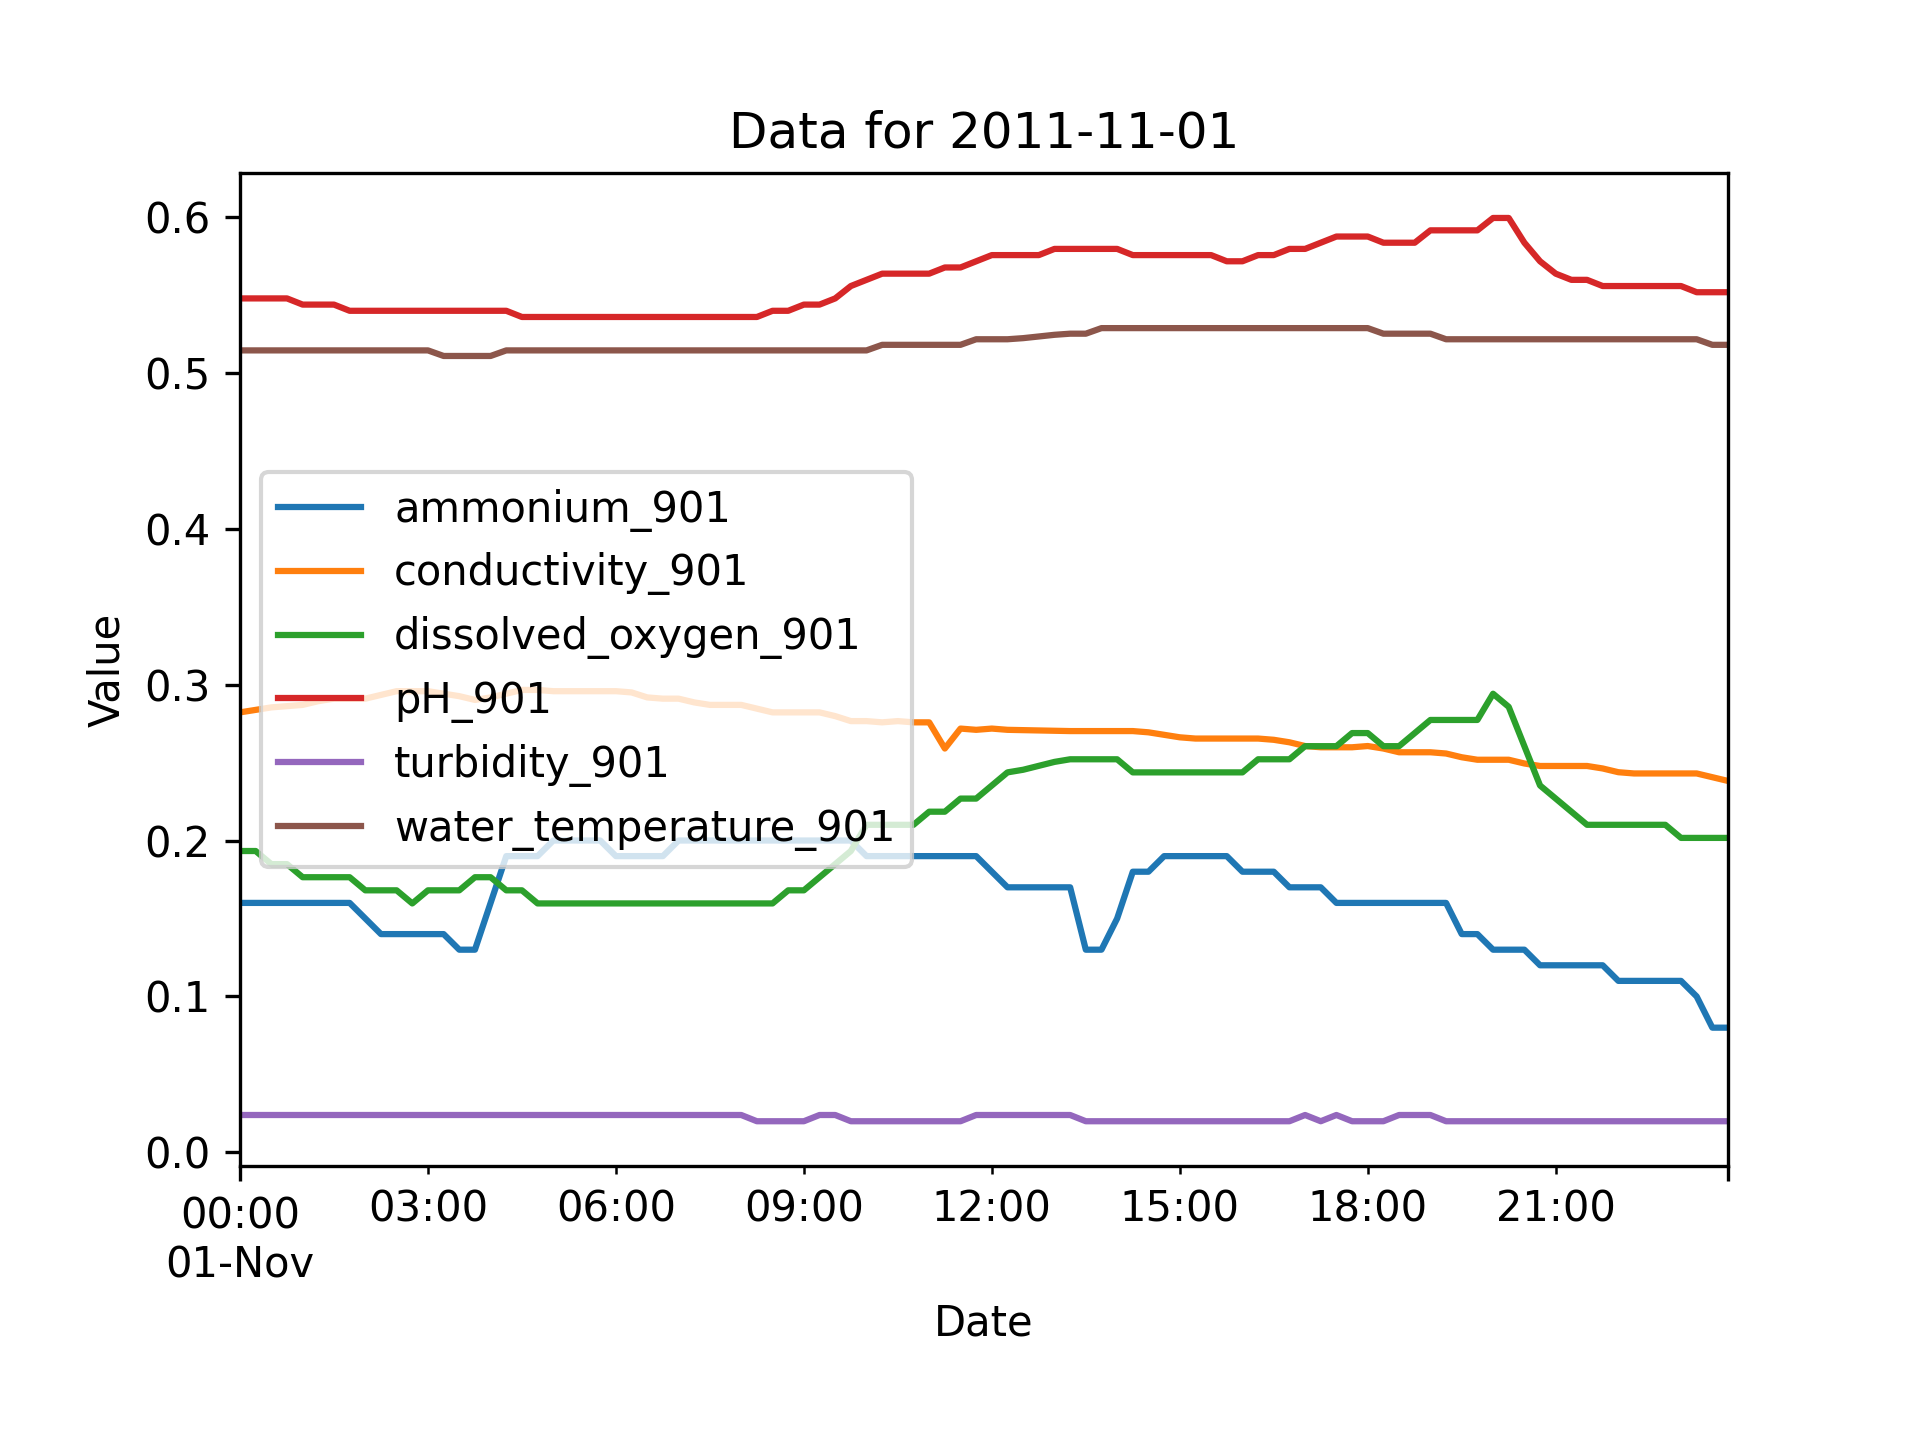 Data for 2011-11-01
Value
0.6
0.5
0.4
0.3
0.2
0.1
0.0
ammonium_901
conductivity_901
dissolved_oxygen_901
pH_901
turbidity_901
water_temperature_901
00:00 03:00 06:00 09:00 12:00 15:00 18:00 21:00
01-Nov
Date